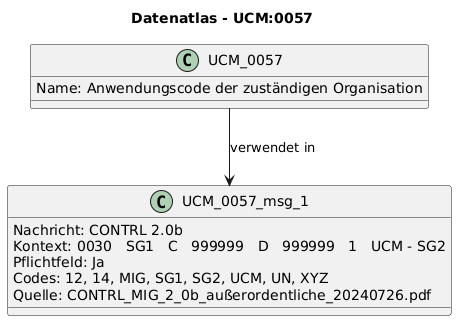 Datenatlas - UCM:0057
C UCM_0057
Name: Anwendungscode der zuständigen Organisation
verwendet in
C UCM_0057_msg_1
Nachricht: CONTRL 2.0b
Kontext: 0030 SG1 C 999999 D 999999 1 UCM - SG2
Pflichtfeld: Ja
Codes: 12, 14, MIG, SG1, SG2, UCM, UN, XYZ
Quelle: CONTRL_MIG_2_0b_außerordentliche_20240726.pdf